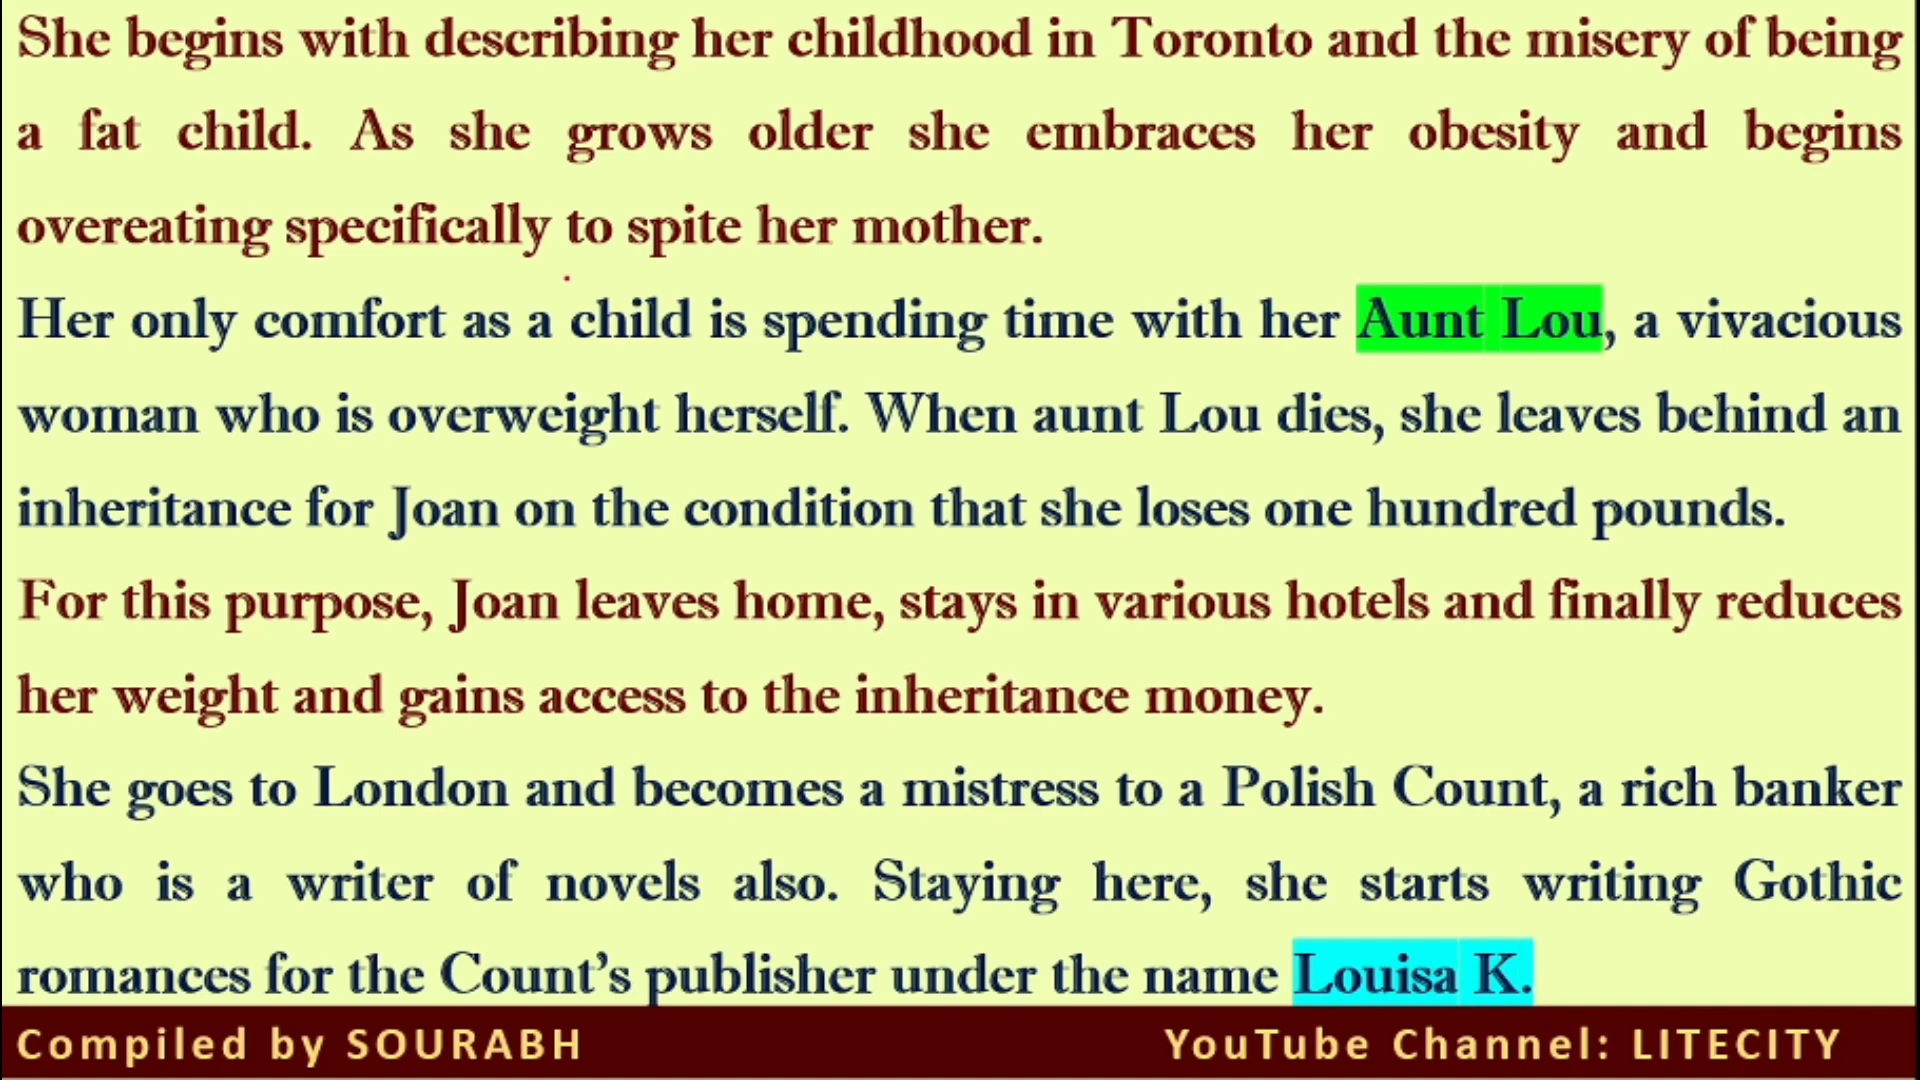 She begins with describing her childhood in Toronto and the misery of being
a fat child. As she grows older she embraces her obesity and begins
overeating specifically to spite her mother.
Her only comfort as a child is spending time with her Aunt Lou, a vivacious
woman who is overweight herself. When aunt Lou dies, she leaves behind an
inheritance for Joan on the condition that she loses one hundred pounds.
For this purpose, Joan leaves home, stays in various hotels and finally reduces
her weight and gains access to the inheritance money.
She goes to London and becomes a mistress to a Polish Count, a rich banker
who is a writer of novels also. Staying here, she starts writing Gothic
romances for the Count’s publisher under the name Louisa K.
Compiled by SOURABH YouTube Channel: LITECITY